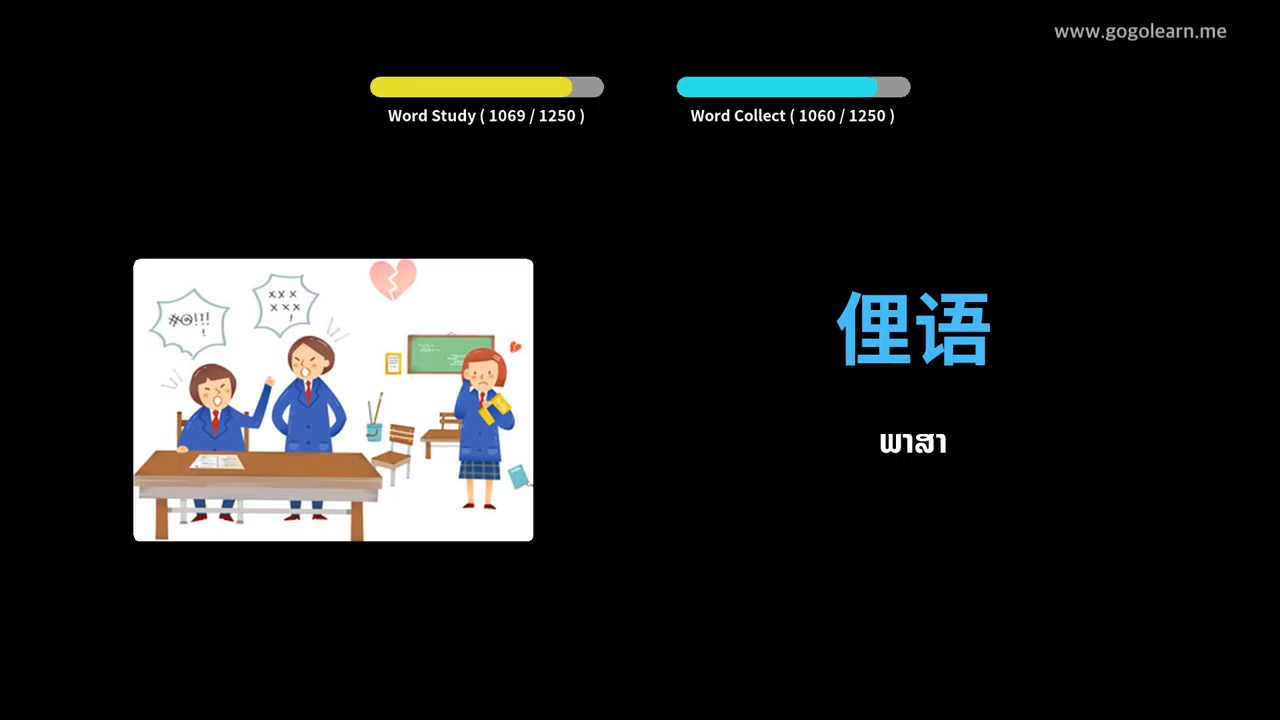 www.gogolearn.me
Word Study ( 1069 / 1250 )
Word Collect ( 1060 / 1250 )
#@!!!
!
x x x
x x x
!
俚语
ພາສາ